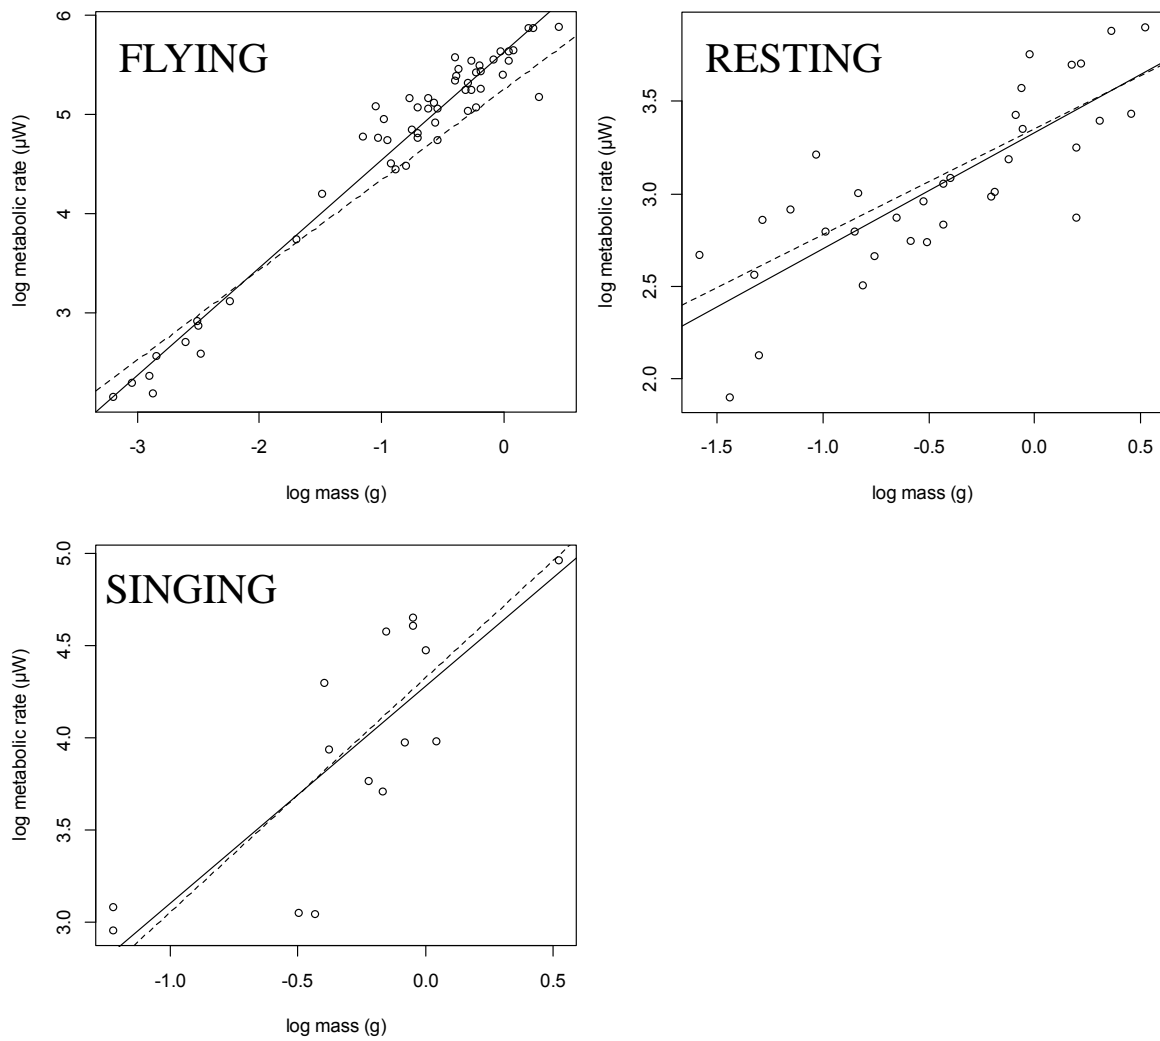 FLYING
log metabolic rate (µW)
6
5
4
3
-3 -2 -1 0
log mass (g)
RESTING
log metabolic rate (µW)
3.5
3.0
2.5
2.0
-1.5 -1.0 -0.5 0.0 0.5
log mass (g)
SINGING
log metabolic rate (µW)
5.0
4.5
4.0
3.5
3.0
-1.0 -0.5 0.0 0.5
log mass (g)